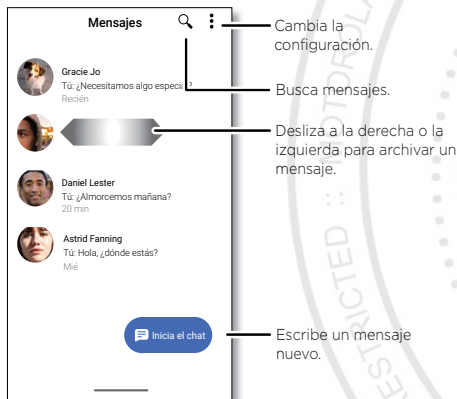 Mensajes
Cambia la
configuración.
Gracie Jo
Tú: ¿Necesitamos algo especial?
Recién
Busca mensajes.
Desliza a la derecha o la
izquierda para archivar un
mensaje.
Daniel Lester
Tú: ¿Almorcemos mañana?
20 min
Astrid Fanning
Tú: Hola, ¿dónde estás?
Mié
Inicia el chat
Escribe un mensaje
nuevo.